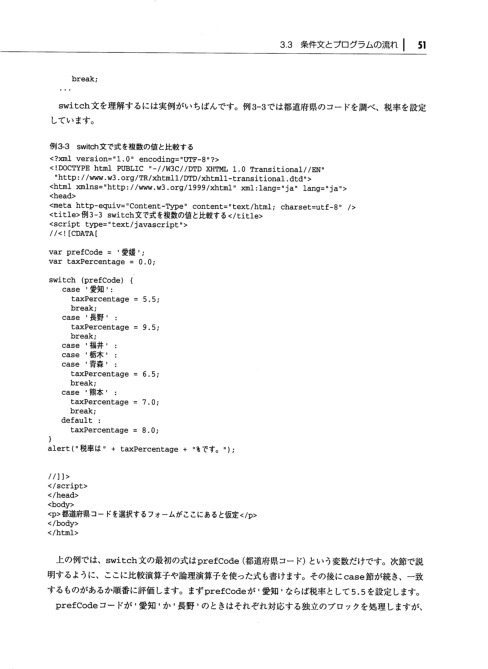 3.3 条件文とプログラムの流れ 51
break;
...
switch文を理解するには実例がいちばんです。例3-3では都道府県のコードを調べ、税率を設定
しています。
例3-3 switch文で式を複数の値と比較する
<?xml version="1.0" encoding="UTF-8"?>
<!DOCTYPE html PUBLIC "-//W3C//DTD XHTML 1.0 Transitional//EN"
"http://www.w3.org/TR/xhtml1/DTD/xhtml1-transitional.dtd">
<html xmlns="http://www.w3.org/1999/xhtml" xml:lang="ja" lang="ja">
<head>
<meta http-equiv="Content-Type" content="text/html; charset=utf-8" />
<title>例3-3 switch文で式を複数の値と比較する</title>
<script type="text/javascript">
//<![CDATA[
var prefCode = '愛媛';
var taxPercentage = 0.0;
switch (prefCode) {
case '愛知':
taxPercentage = 5.5;
break;
case '長野' :
taxPercentage = 9.5;
break;
case '福井' :
case '栃木' :
case '青森' :
taxPercentage = 6.5;
break;
case '熊本' :
taxPercentage = 7.0;
break;
default :
taxPercentage = 8.0;
}
alert("税率は" + taxPercentage + "%です。");
//]]>
</script>
</head>
<body>
<p>都道府県コードを選択するフォームがここにあると仮定</p>
</body>
</html>
上の例では、switch文の最初の式はprefCode(都道府県コード)という変数だけです。次節で説
明するように、ここに比較演算子や論理演算子を使った式も書けます。その後にcase節が続き、一致
するものがあるか順番に評価します。まずprefCodeが'愛知'ならば税率として5.5を設定します。
prefCodeコードが'愛知'か'長野'のときはそれぞれ対応する独立のブロックを処理しますが、